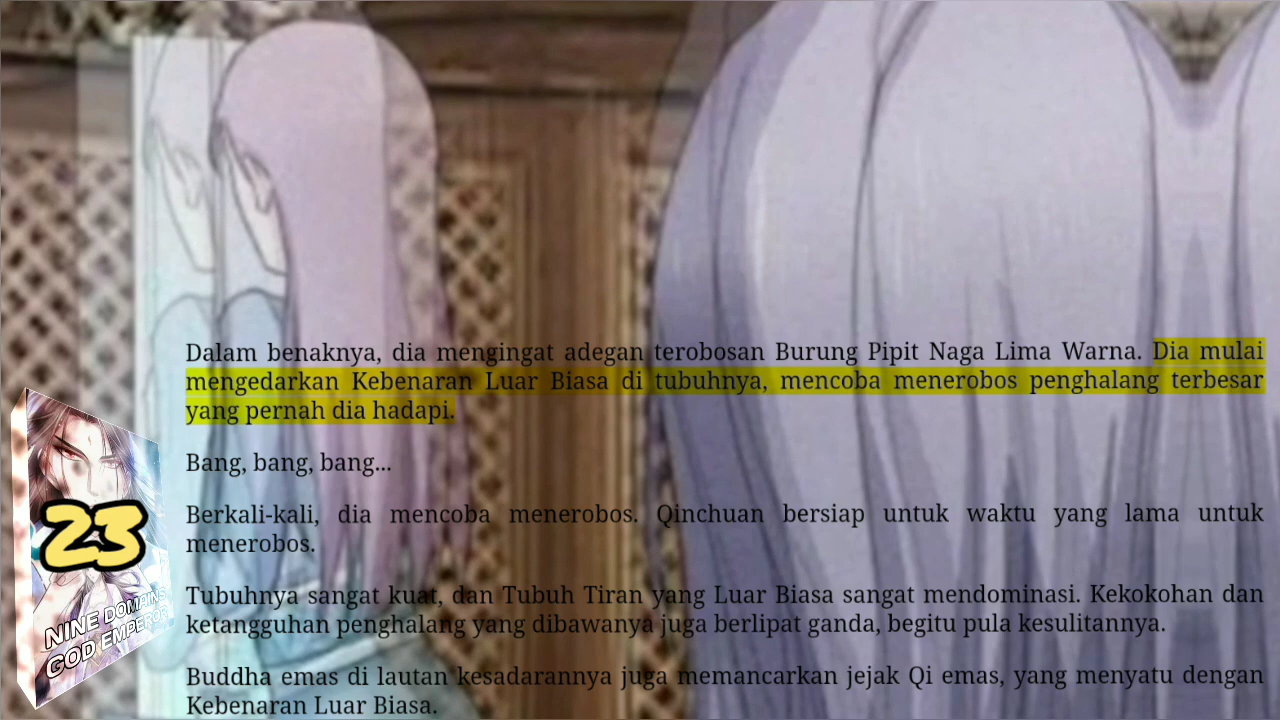 Dalam benaknya, dia mengingat adegan terobosan Burung Pipit Naga Lima Warna. Dia mulai
mengedarkan Kebenaran Luar Biasa di tubuhnya, mencoba menerobos penghalang terbesar
yang pernah dia hadapi.
Bang, bang, bang...
Berkali-kali, dia mencoba menerobos. Qinchuan bersiap untuk waktu yang lama untuk
menerobos.
Tubuhnya sangat kuat, dan Tubuh Tiran yang Luar Biasa sangat mendominasi. Kekokohan dan
ketangguhan penghalang yang dibawanya juga berlipat ganda, begitu pula kesulitannya.
Buddha emas di lautan kesadarannya juga memancarkan jejak Qi emas, yang menyatu dengan
Kebenaran Luar Biasa.
23
NINE DOMAINS
GOD EMPEROR